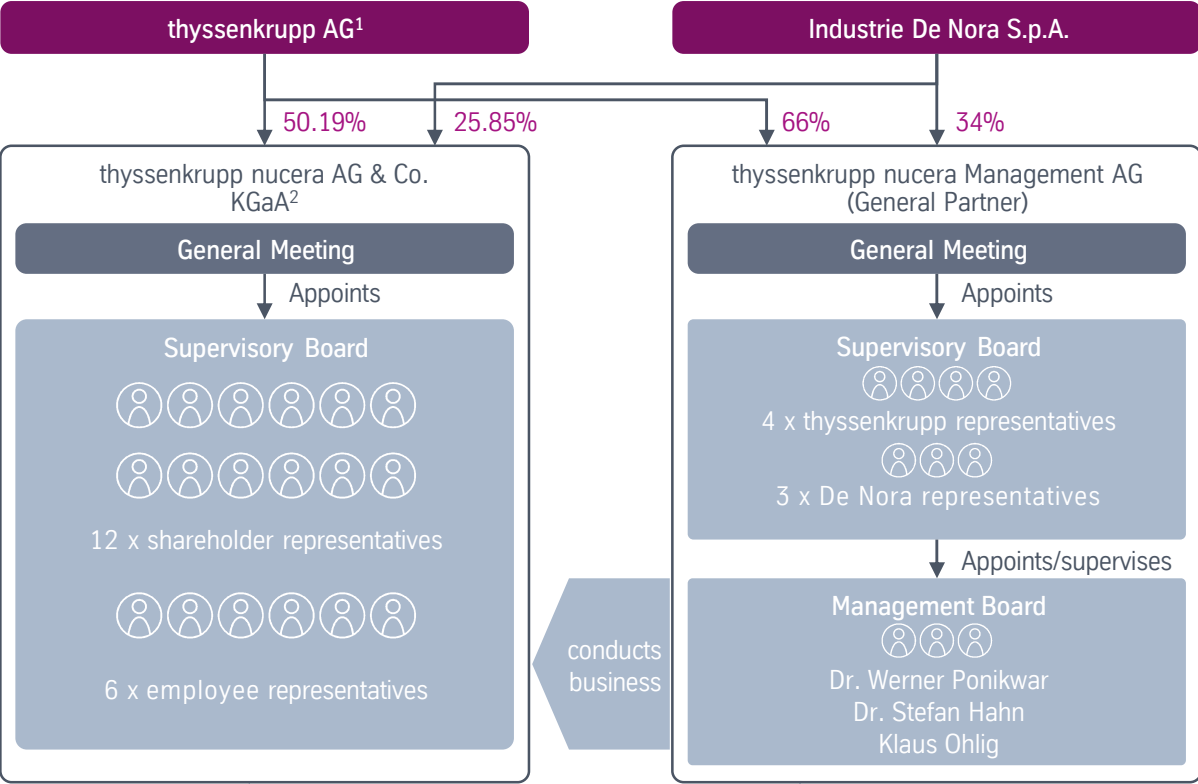 thyssenkrupp AG¹
Industrie De Nora S.p.A.
50.19%
25.85%
66%
34%
thyssenkrupp nucera AG & Co.
KGaA²
General Meeting
Appoints
Supervisory Board
12 x shareholder representatives
6 x employee representatives
thyssenkrupp nucera Management AG
(General Partner)
General Meeting
Appoints
Supervisory Board
4 x thyssenkrupp representatives
3 x De Nora representatives
Appoints/supervises
Management Board
Dr. Werner Ponikwar
Dr. Stefan Hahn
Klaus Ohlig
conducts
business